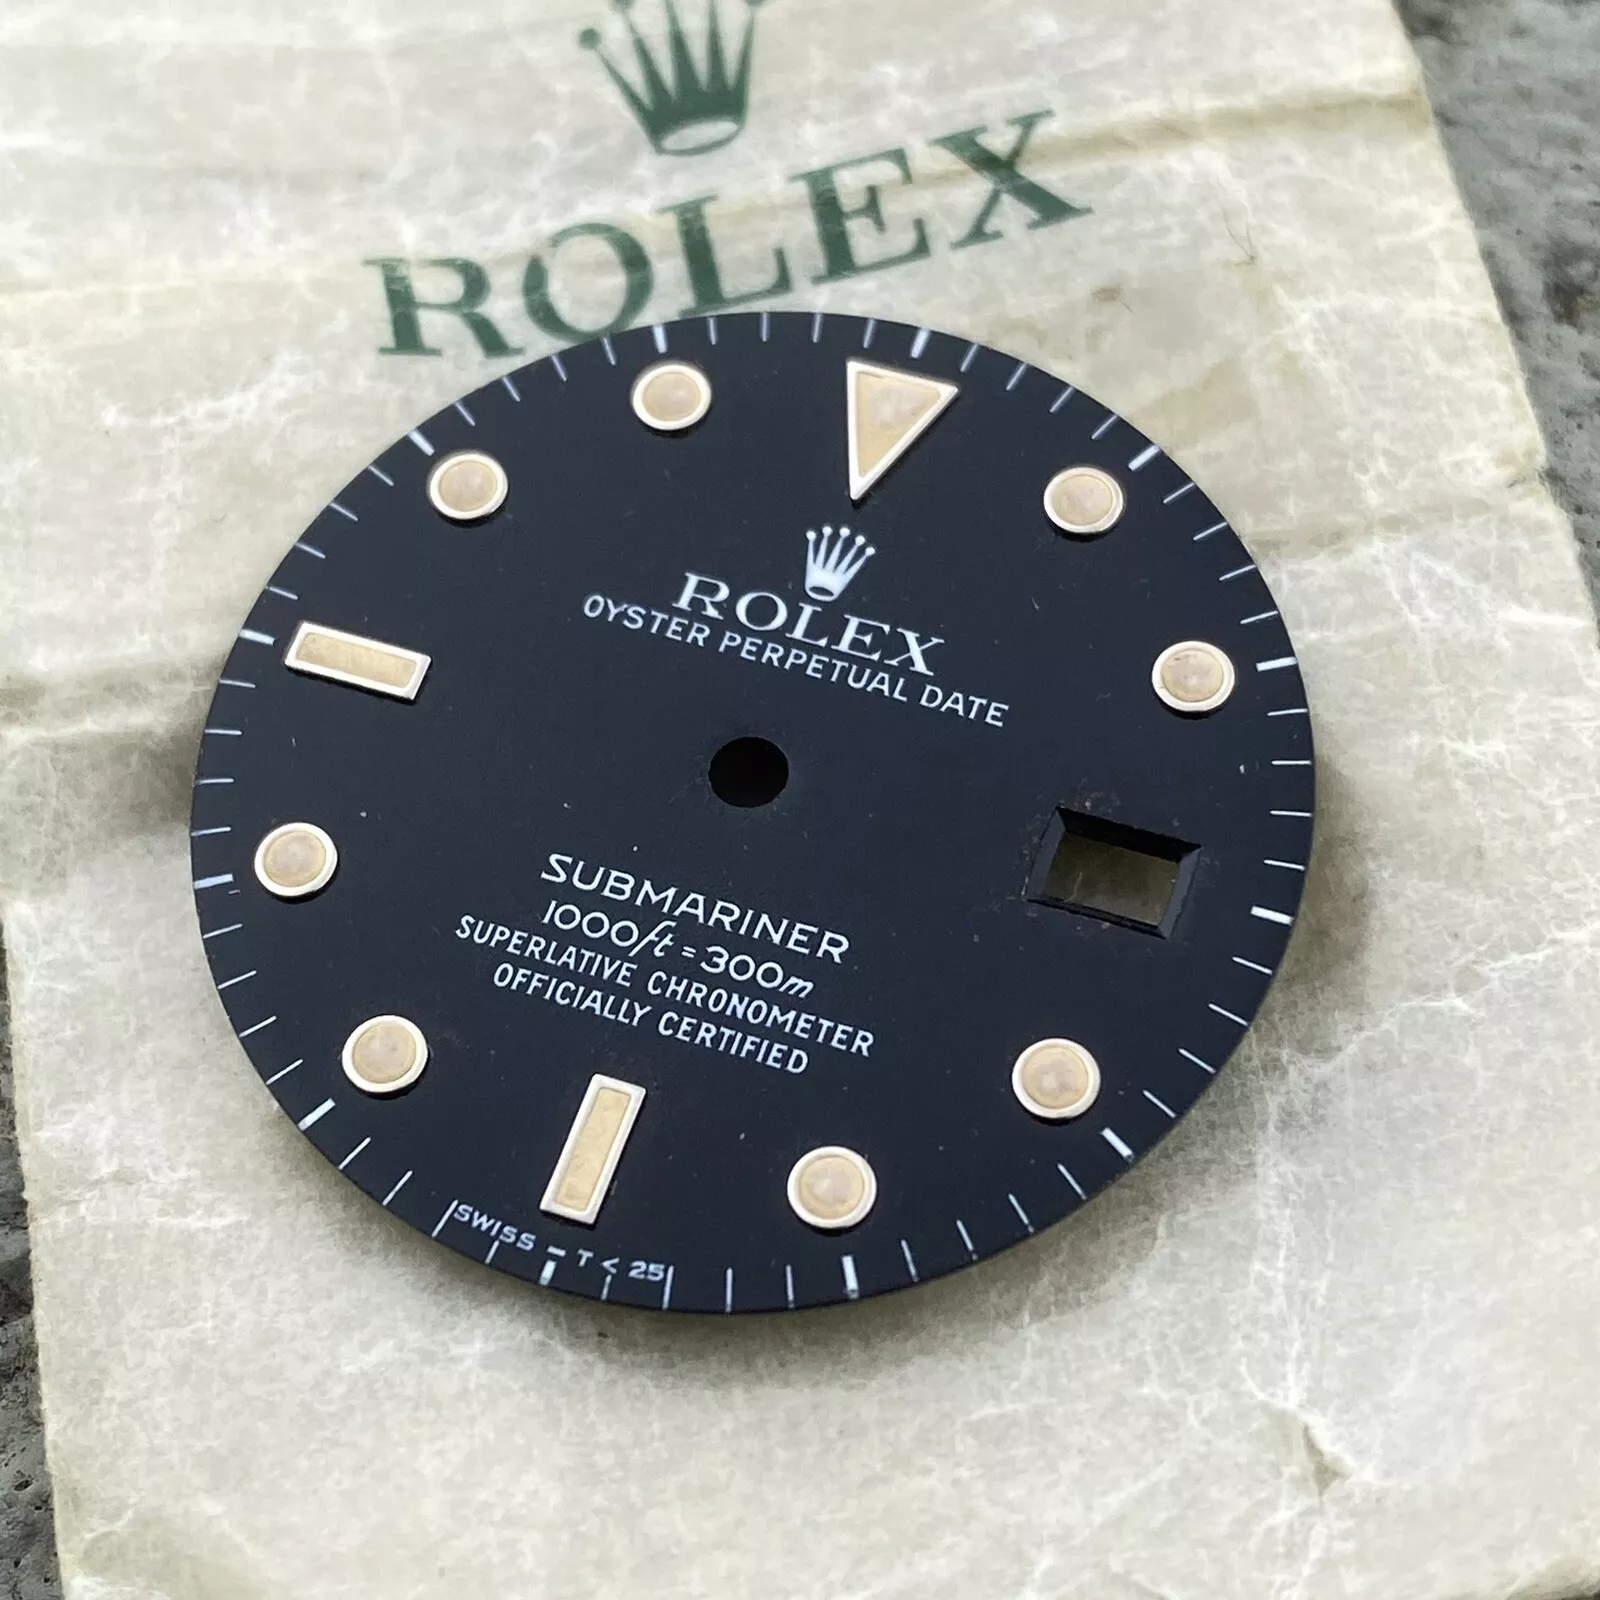 ROLEX
ROLEX
OYSTER PERPETUAL DATE
SUBMARINER
1000ft = 300m
SUPERLATIVE CHRONOMETER
OFFICIALLY CERTIFIED
SWISS - T < 25